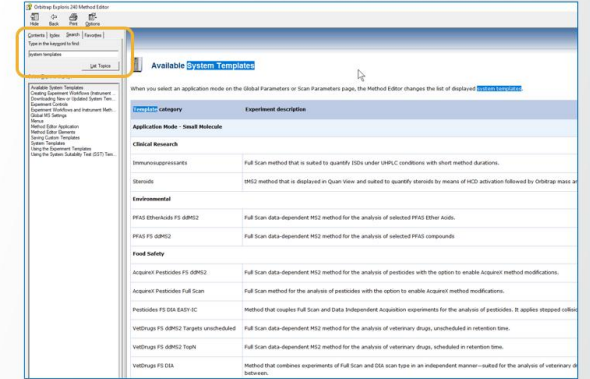 Orbitrap Exploris 240 Method Editor
Hide Back Print Options
Contents Index Search Favorites
Type in the keyword to find:
system templates
List Topics
Available System Templates
Creating Experiment Workflows (Instrument ...
Downloading New or Updated System Tem...
Experiment Controls
Experiment Workflows and Instrument Meth...
Global MS Settings
Menus
Method Editor Application
Method Editor Elements
Saving Custom Templates
System Templates
Using the Experiment Templates
Using the System Suitability Test (SST) Tem...
Available System Templates
When you select an application mode on the Global Parameters or Scan Parameters page, the Method Editor changes the list of displayed system templates.
Template category Experiment description
Application Mode - Small Molecule
Clinical Research
Immunosuppressants Full Scan method that is suited to quantify ISDs under UHPLC conditions with short method durations.
Steroids tMS2 method that is displayed in Quan View and suited to quantify steroids by means of HCD activation followed by Orbitrap mass an
Environmental
PFAS EtherAcids FS ddMS2 Full Scan data-dependent MS2 method for the analysis of selected PFAS Ether Acids.
PFAS FS ddMS2 Full Scan data-dependent MS2 method for the analysis of selected PFAS compounds
Food Safety
AcquireX Pesticides FS ddMS2 Full Scan data-dependent MS2 method for the analysis of pesticides with the option to enable AcquireX method modifications.
AcquireX Pesticides Full Scan Full Scan method for the analysis of pesticides with the option to enable AcquireX method modifications.
Pesticides FS DIA EASY-IC Method that couples Full Scan and Data Independent Acquisition experiments for the analysis of pesticides. It applies stepped collisio
VetDrugs FS ddMS2 Targets unscheduled Full Scan data-dependent MS2 method for the analysis of veterinary drugs, unscheduled in retention time.
VetDrugs FS ddMS2 TopN Full Scan data-dependent MS2 method for the analysis of veterinary drugs, scheduled in retention time.
VetDrugs FS DIA Method that combines experiments of Full Scan and DIA scan type in an independent manner—suited for the analysis of veterinary dr
between.